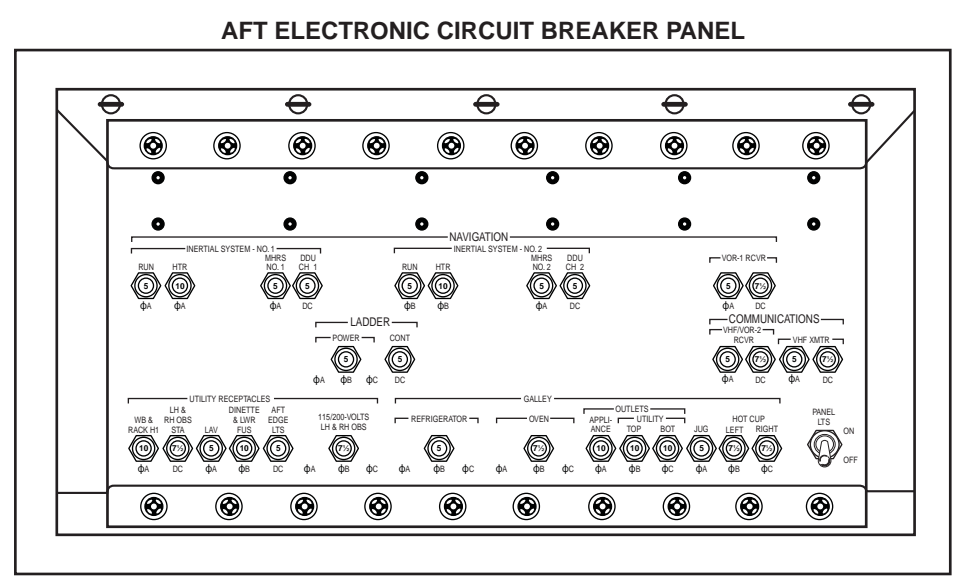 AFT ELECTRONIC CIRCUIT BREAKER PANEL
NAVIGATION
INERTIAL SYSTEM - NO. 1
INERTIAL SYSTEM - NO. 2
RUN HTR MHRS NO. 1 DDU CH 1 RUN HTR MHRS NO. 2 DDU CH 2 VOR-1 RCVR
5 10 5 5 5 10 5 5 5 7½
ϕA ϕA ϕA DC ϕB ϕB ϕA DC ϕA DC
LADDER
COMMUNICATIONS
POWER CONT VHF/VOR-2 RCVR VHF XMTR
5 5 5 7½ 5 7½
ϕA ϕB ϕC DC ϕA DC ϕA DC
UTILITY RECEPTACLES
GALLEY
WB & RACK H1 LH & RH OBS STA LAV DINETTE & LWR FUS AFT EDGE LTS 115/200-VOLTS LH & RH OBS
REFRIGERATOR OVEN
OUTLETS
APPLI-
ANCE
UTILITY
TOP BOT JUG
HOT CUP
LEFT RIGHT
PANEL
LTS
ON
OFF
10 7½ 5 10 5 5 5 7½ 10 10 10 5 7½ 7½
ϕA DC ϕA ϕB DC ϕA ϕB ϕC ϕA ϕB ϕC ϕA ϕB ϕC ϕA ϕB ϕC ϕA ϕB ϕC